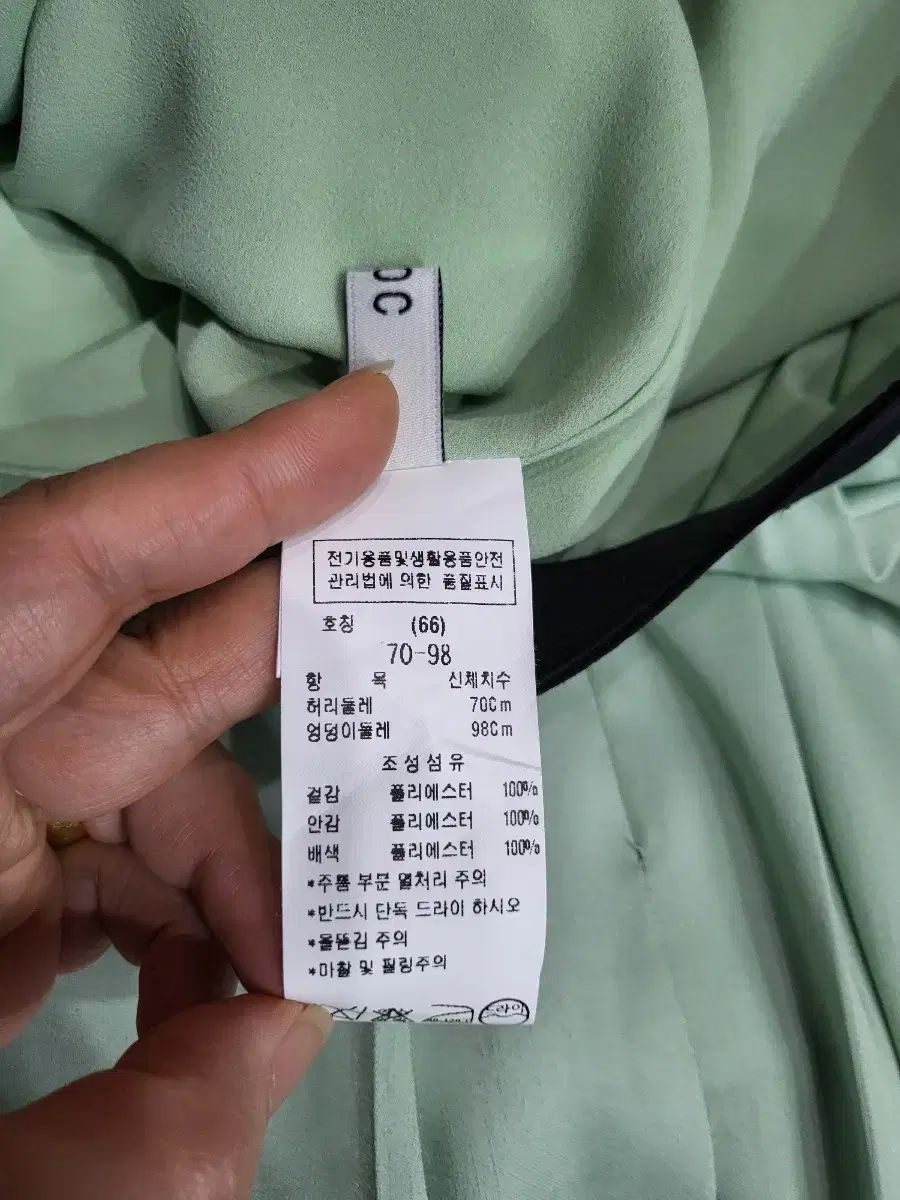 OC
전기용품및생활용품안전
관리법에 의한 품질표시
호칭 (66)
70-98
항 목 신체치수
허리둘레 70Cm
엉덩이둘레 98Cm
조성섬유
겉감 폴리에스터 100%
안감 폴리에스터 100%
배색 폴리에스터 100%
*주름 부분 열처리 주의
*반드시 단독 드라이 하시오
*올뜯김 주의
*마찰 및 필링주의
드라이